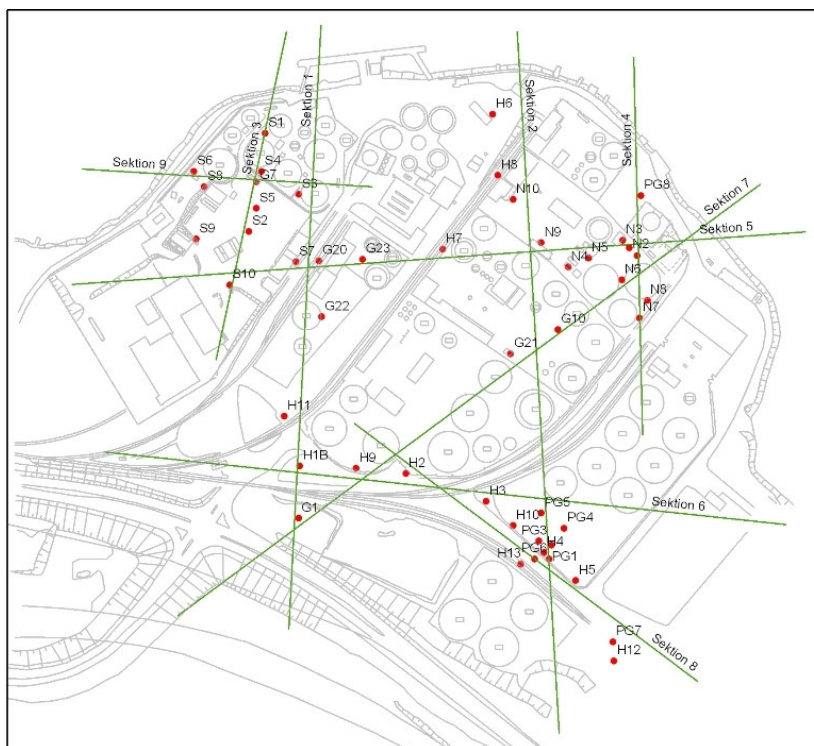 Sektion 1
Sektion 2
Sektion 3
Sektion 4
H6
S1
Sektion 9
S6
S4
H8
G7
S8
S3
N10
PG8
Sektion 7
S5
S2
S9
Sektion 5
N3
N9
N2
H7
S7
G20
G23
N5
N4
S10
N6
N8
G22
N7
G10
G21
H11
H1B
H9
H2
H3
Sektion 6
G1
PG5
H10
PG4
PG3
H4
PG6
PG1
H13
H5
PG7
H12
Sektion 8